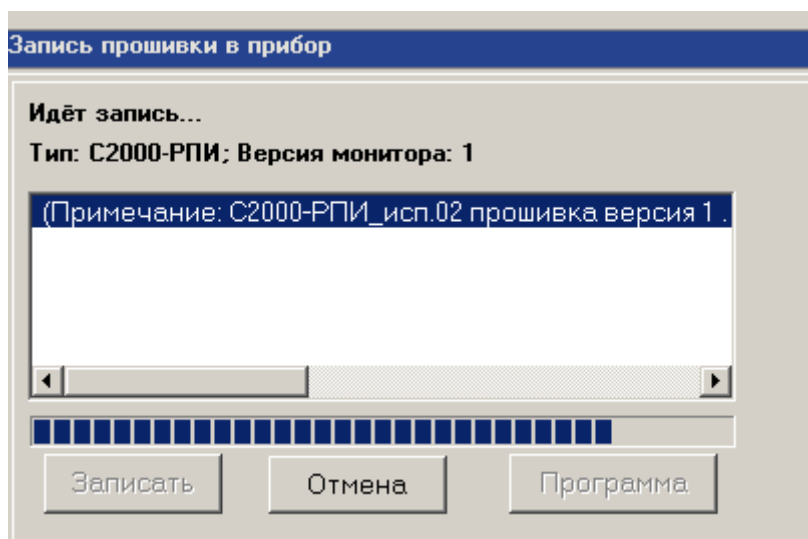 Запись прошивки в прибор
Идёт запись...
Тип: С2000-РПИ; Версия монитора: 1
(Примечание: С2000-РПИ_исп.02 прошивка версия 1 .
Записать
Отмена
Программа